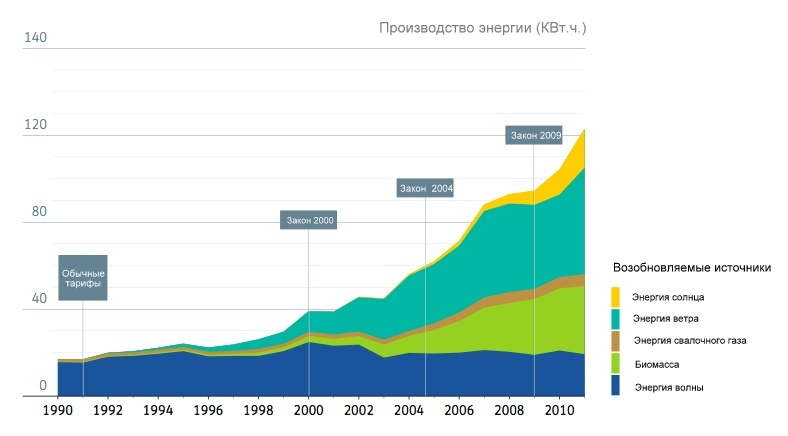 Производство энергии (КВт.ч.)
140
120
80
40
0
Закон 2009
Закон 2004
Закон 2000
Обычные
тарифы
1990 1992 1994 1996 1998 2000 2002 2004 2006 2008 2010
Возобновляемые источники
Энергия солнца
Энергия ветра
Энергия свалочного газа
Биомасса
Энергия волны